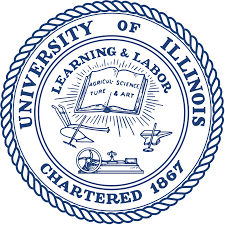 UNIVERSITY OF ILLINOIS
LEARNING & LABOR
AGRICUL SCIENCE
TURE & ART
CHARTERED 1867